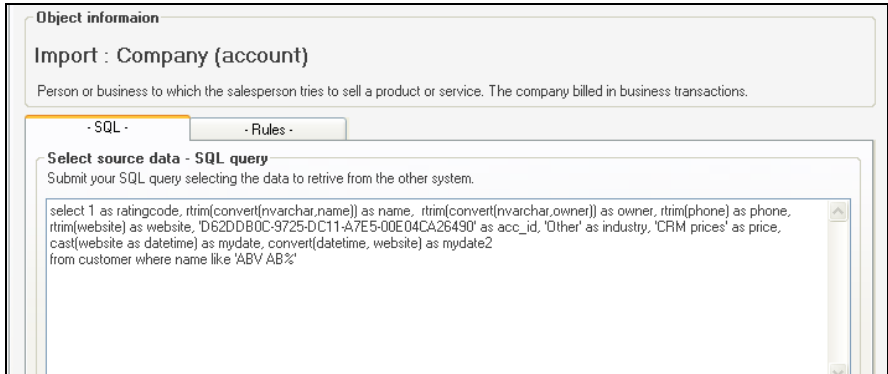 Object informaion
Import : Company (account)
Person or business to which the salesperson tries to sell a product or service. The company billed in business transactions.
- SQL -
- Rules -
Select source data - SQL query
Submit your SQL query selecting the data to retrive from the other system.
select 1 as ratingcode, rtrim(convert(nvarchar,name)) as name,  rtrim(convert(nvarchar,owner)) as owner, rtrim(phone) as phone,
rtrim(website) as website, 'D62DDB0C-9725-DC11-A7E5-00E04CA26490' as acc_id, 'Other' as industry, 'CRM prices' as price,
cast(website as datetime) as mydate, convert(datetime, website) as mydate2
from customer where name like 'ABV AB%'